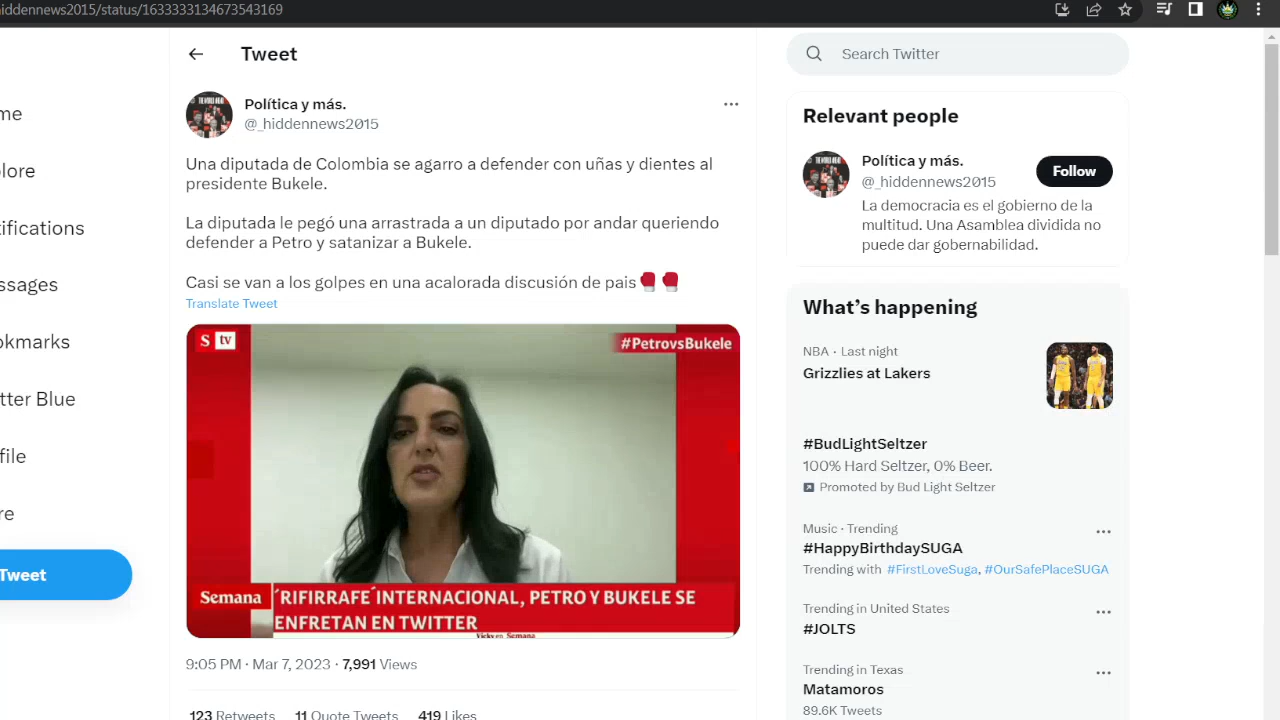 iddennews2015/status/1633333134673543169
Tweet
Search Twitter
me
lore
ifications
ssages
okmarks
tter Blue
file
re
Tweet
Política y más.
@_hiddennews2015
Una diputada de Colombia se agarro a defender con uñas y dientes al
presidente Bukele.
La diputada le pegó una arrastrada a un diputado por andar queriendo
defender a Petro y satanizar a Bukele.
Casi se van a los golpes en una acalorada discusión de pais
Translate Tweet
S tv
#PetrovsBukele
Semana
´RIFIRRAFE´INTERNACIONAL, PETRO Y BUKELE SE
ENFRETAN EN TWITTER
Vicky en Semana
9:05 PM · Mar 7, 2023 · 7,991 Views
123 Retweets 11 Quote Tweets 419 Likes
Relevant people
Política y más.
@_hiddennews2015
Follow
La democracia es el gobierno de la
multitud. Una Asamblea dividida no
puede dar gobernabilidad.
What's happening
NBA · Last night
Grizzlies at Lakers
#BudLightSeltzer
100% Hard Seltzer, 0% Beer.
Promoted by Bud Light Seltzer
Music · Trending
#HappyBirthdaySUGA
Trending with #FirstLoveSuga, #OurSafePlaceSUGA
Trending in United States
#JOLTS
Trending in Texas
Matamoros
89.6K Tweets